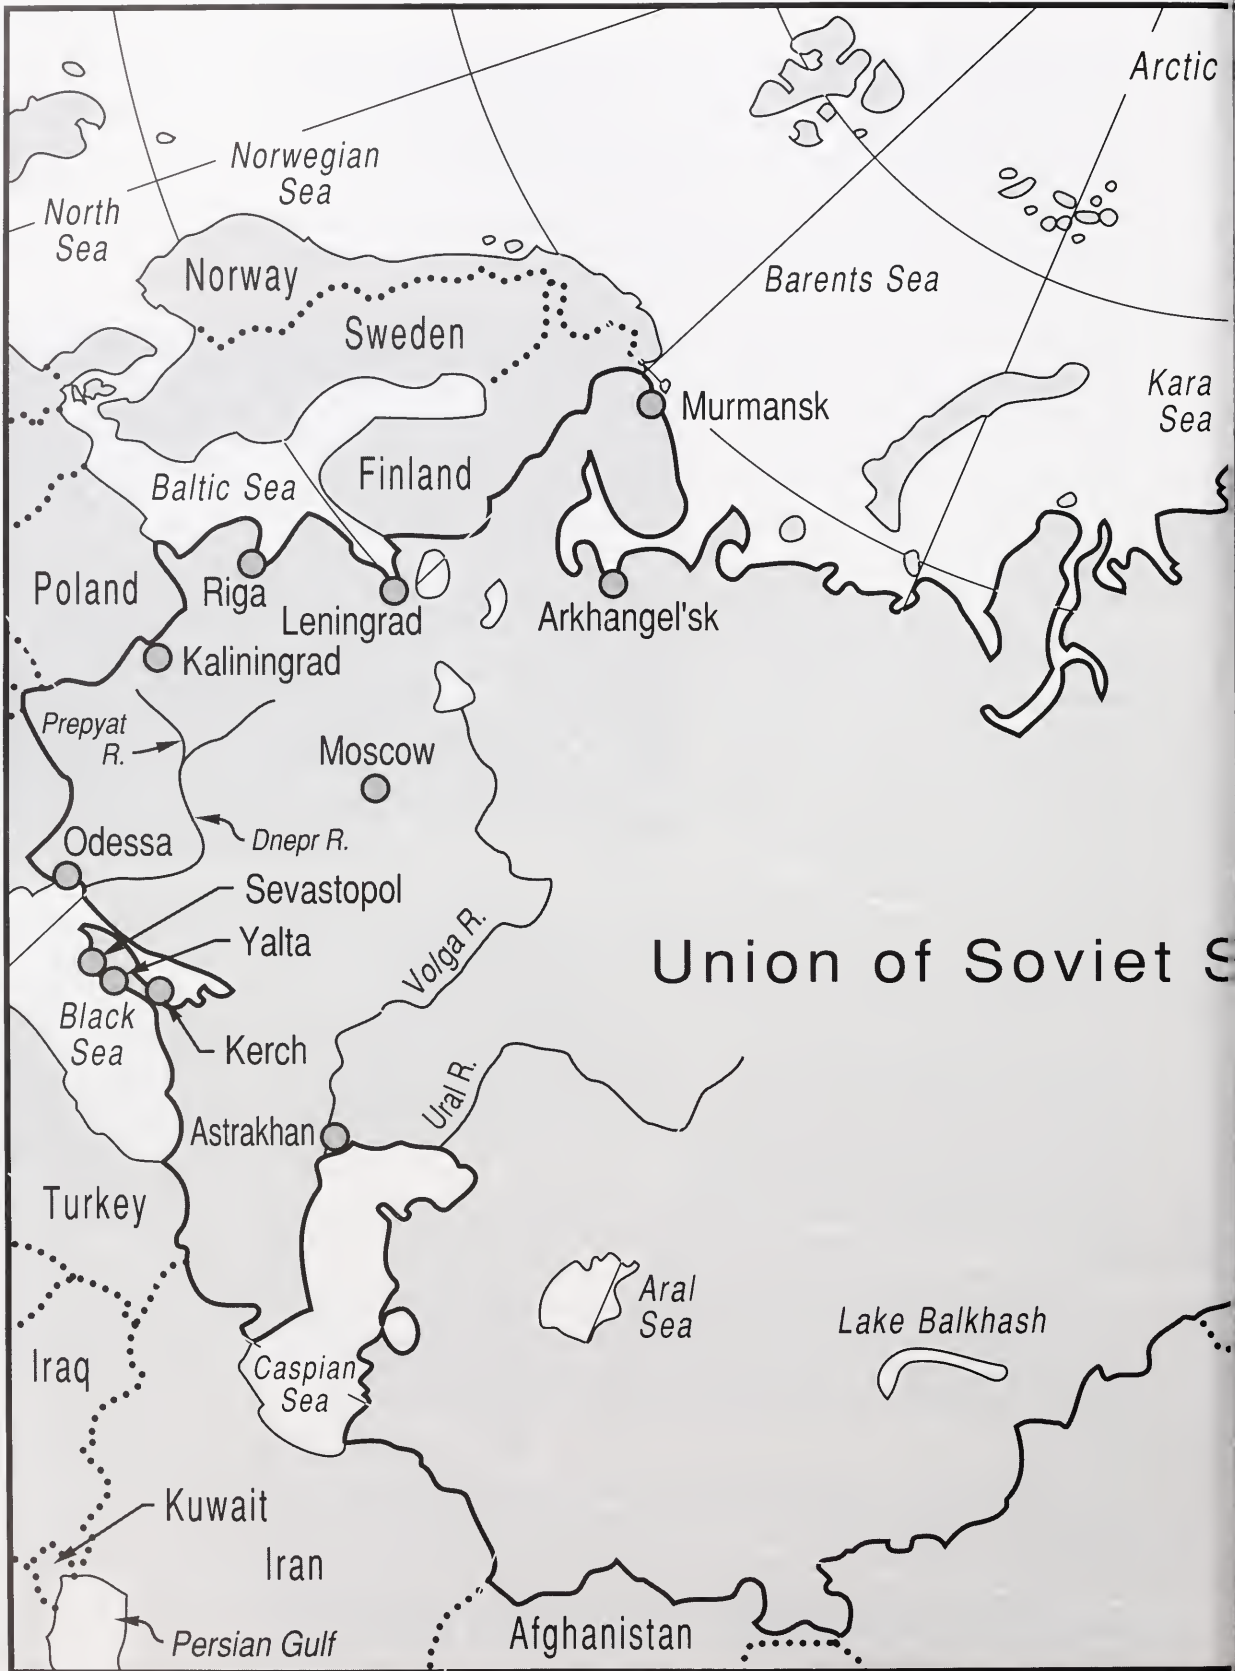 Arctic
Norwegian
Sea
North
Sea
Norway
Barents Sea
Sweden
Kara
Sea
Murmansk
Finland
Baltic Sea
Poland
Riga
Leningrad
Arkhangel'sk
Kaliningrad
Prepyat
R.
Moscow
Odessa
Dnepr R.
Sevastopol
Volga R.
Yalta
Union of Soviet S
Black
Sea
Kerch
Ural R.
Astrakhan
Turkey
Aral
Sea
Lake Balkhash
Iraq
Caspian
Sea
Kuwait
Iran
Afghanistan
Persian Gulf